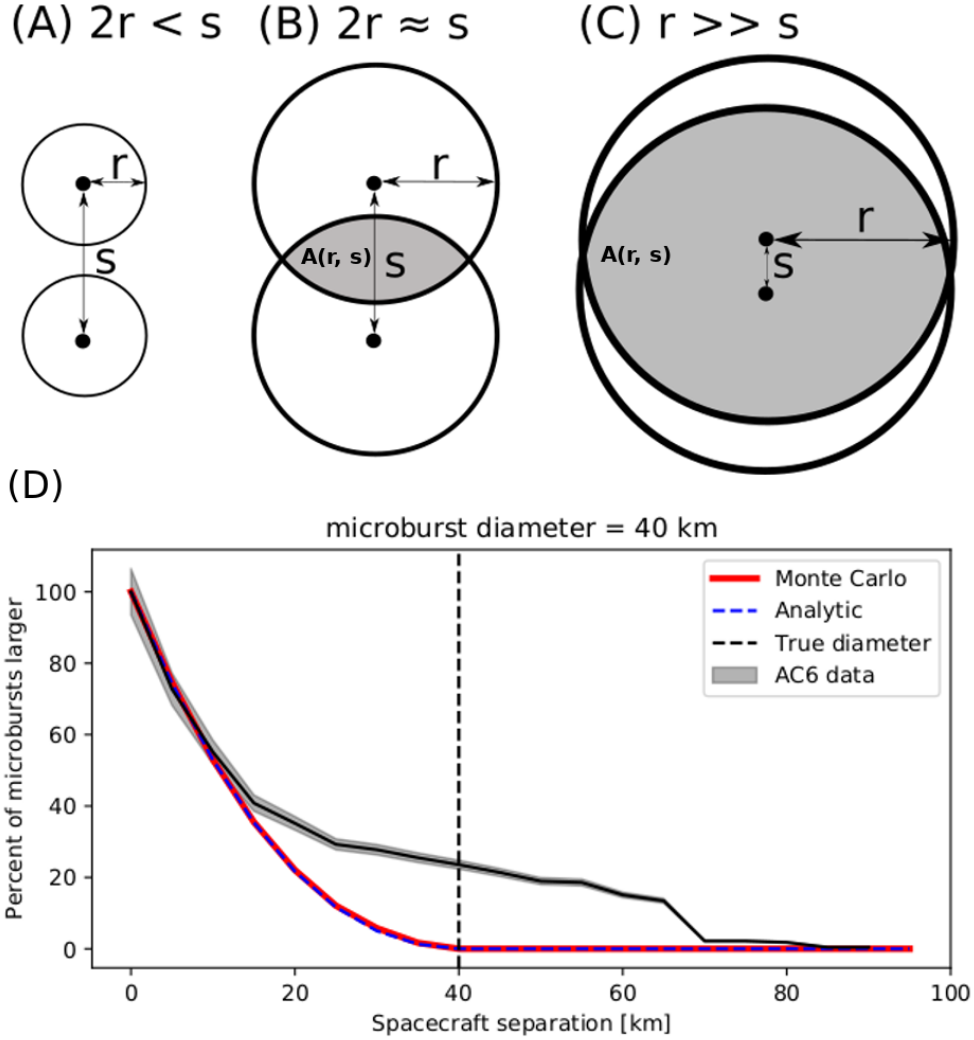 (A) 2r < s (B) 2r ≈ s (C) r >> s
r
s
r
A(r, s)
s
r
A(r, s)
s
(D)
microburst diameter = 40 km
Percent of microbursts larger
100
80
60
40
20
0
Monte Carlo
Analytic
True diameter
AC6 data
0 20 40 60 80 100
Spacecraft separation [km]